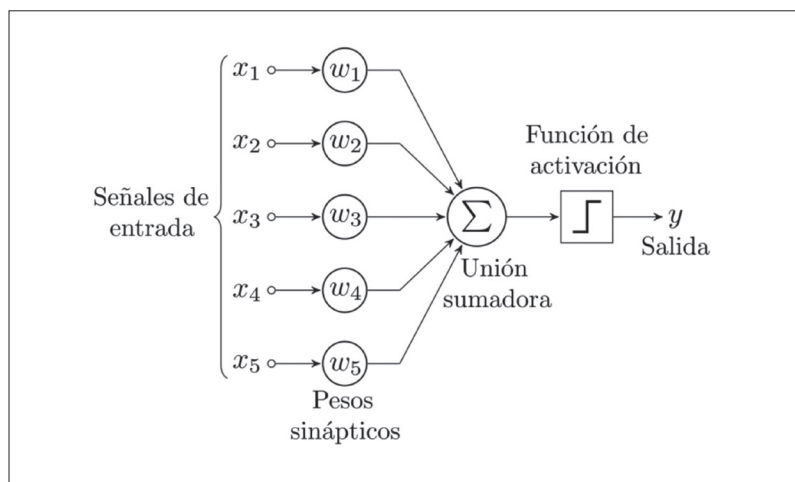 x₁ w₁
x₂ w₂
Función de
activación
Señales de
entrada
x₃ w₃ Σ y
Salida
Unión
sumadora
x₄ w₄
x₅ w₅
Pesos
sinápticos